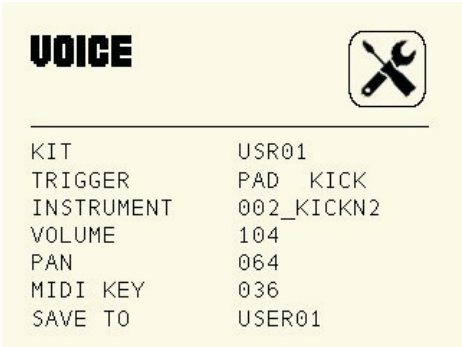 VOICE
KIT USR01
TRIGGER PAD KICK
INSTRUMENT 002_KICKN2
VOLUME 104
PAN 064
MIDI KEY 036
SAVE TO USER01